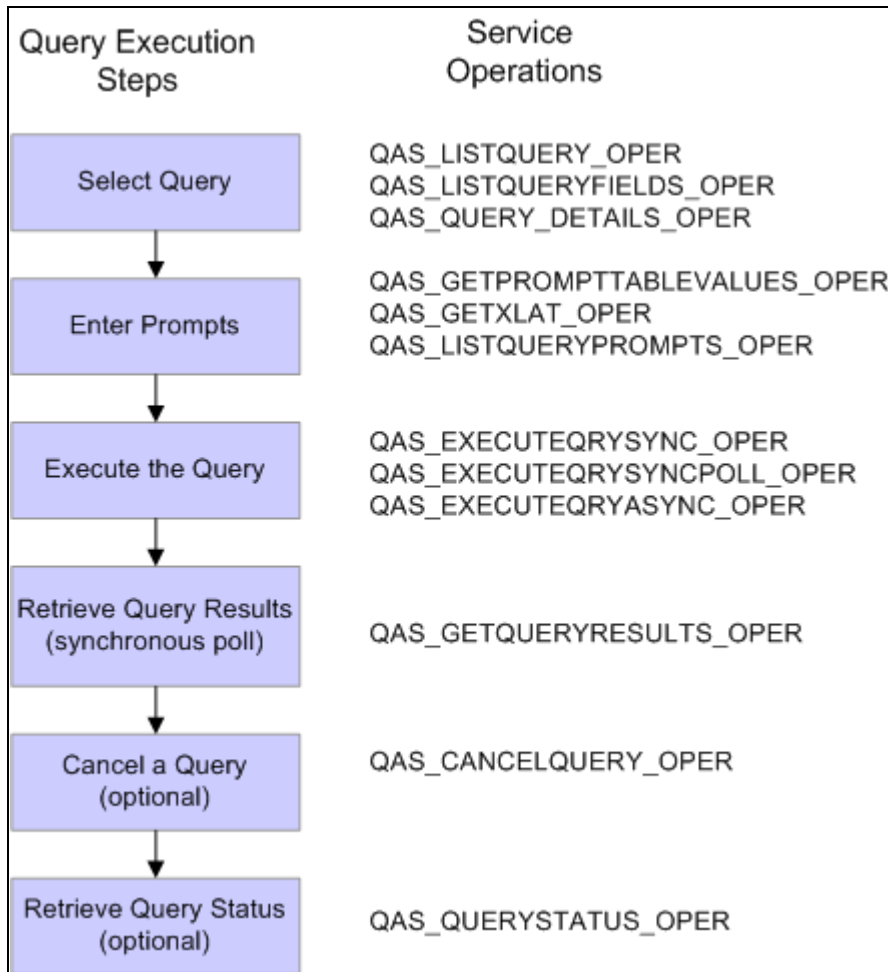 Query Execution
Steps
Service
Operations
Select Query
QAS_LISTQUERY_OPER
QAS_LISTQUERYFIELDS_OPER
QAS_QUERY_DETAILS_OPER
Enter Prompts
QAS_GETPROMPTTABLEVALUES_OPER
QAS_GETXLAT_OPER
QAS_LISTQUERYPROMPTS_OPER
Execute the Query
QAS_EXECUTEQRYSYNC_OPER
QAS_EXECUTEQRYSYNCPOLL_OPER
QAS_EXECUTEQRYASYNC_OPER
Retrieve Query Results
(synchronous poll)
QAS_GETQUERYRESULTS_OPER
Cancel a Query
(optional)
QAS_CANCELQUERY_OPER
Retrieve Query Status
(optional)
QAS_QUERYSTATUS_OPER